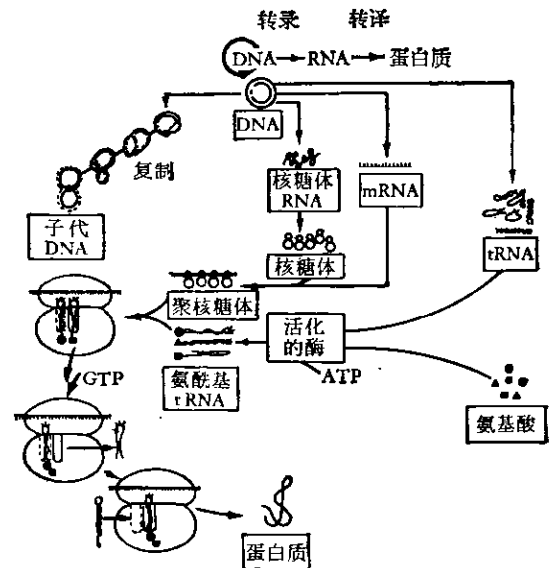 转录 转译
DNA→RNA→蛋白质
DNA
复制
核糖体
RNA
mRNA
子代
DNA
tRNA
核糖体
聚核糖体
活化
的酶
ATP
氨酰基
tRNA
GTP
氨基酸
蛋白质